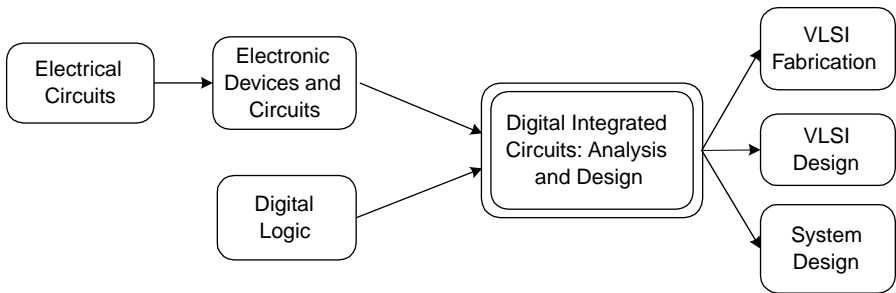 Electrical
Circuits
Electronic
Devices and
Circuits
Digital
Logic
Digital Integrated
Circuits: Analysis
and Design
VLSI
Fabrication
VLSI
Design
System
Design